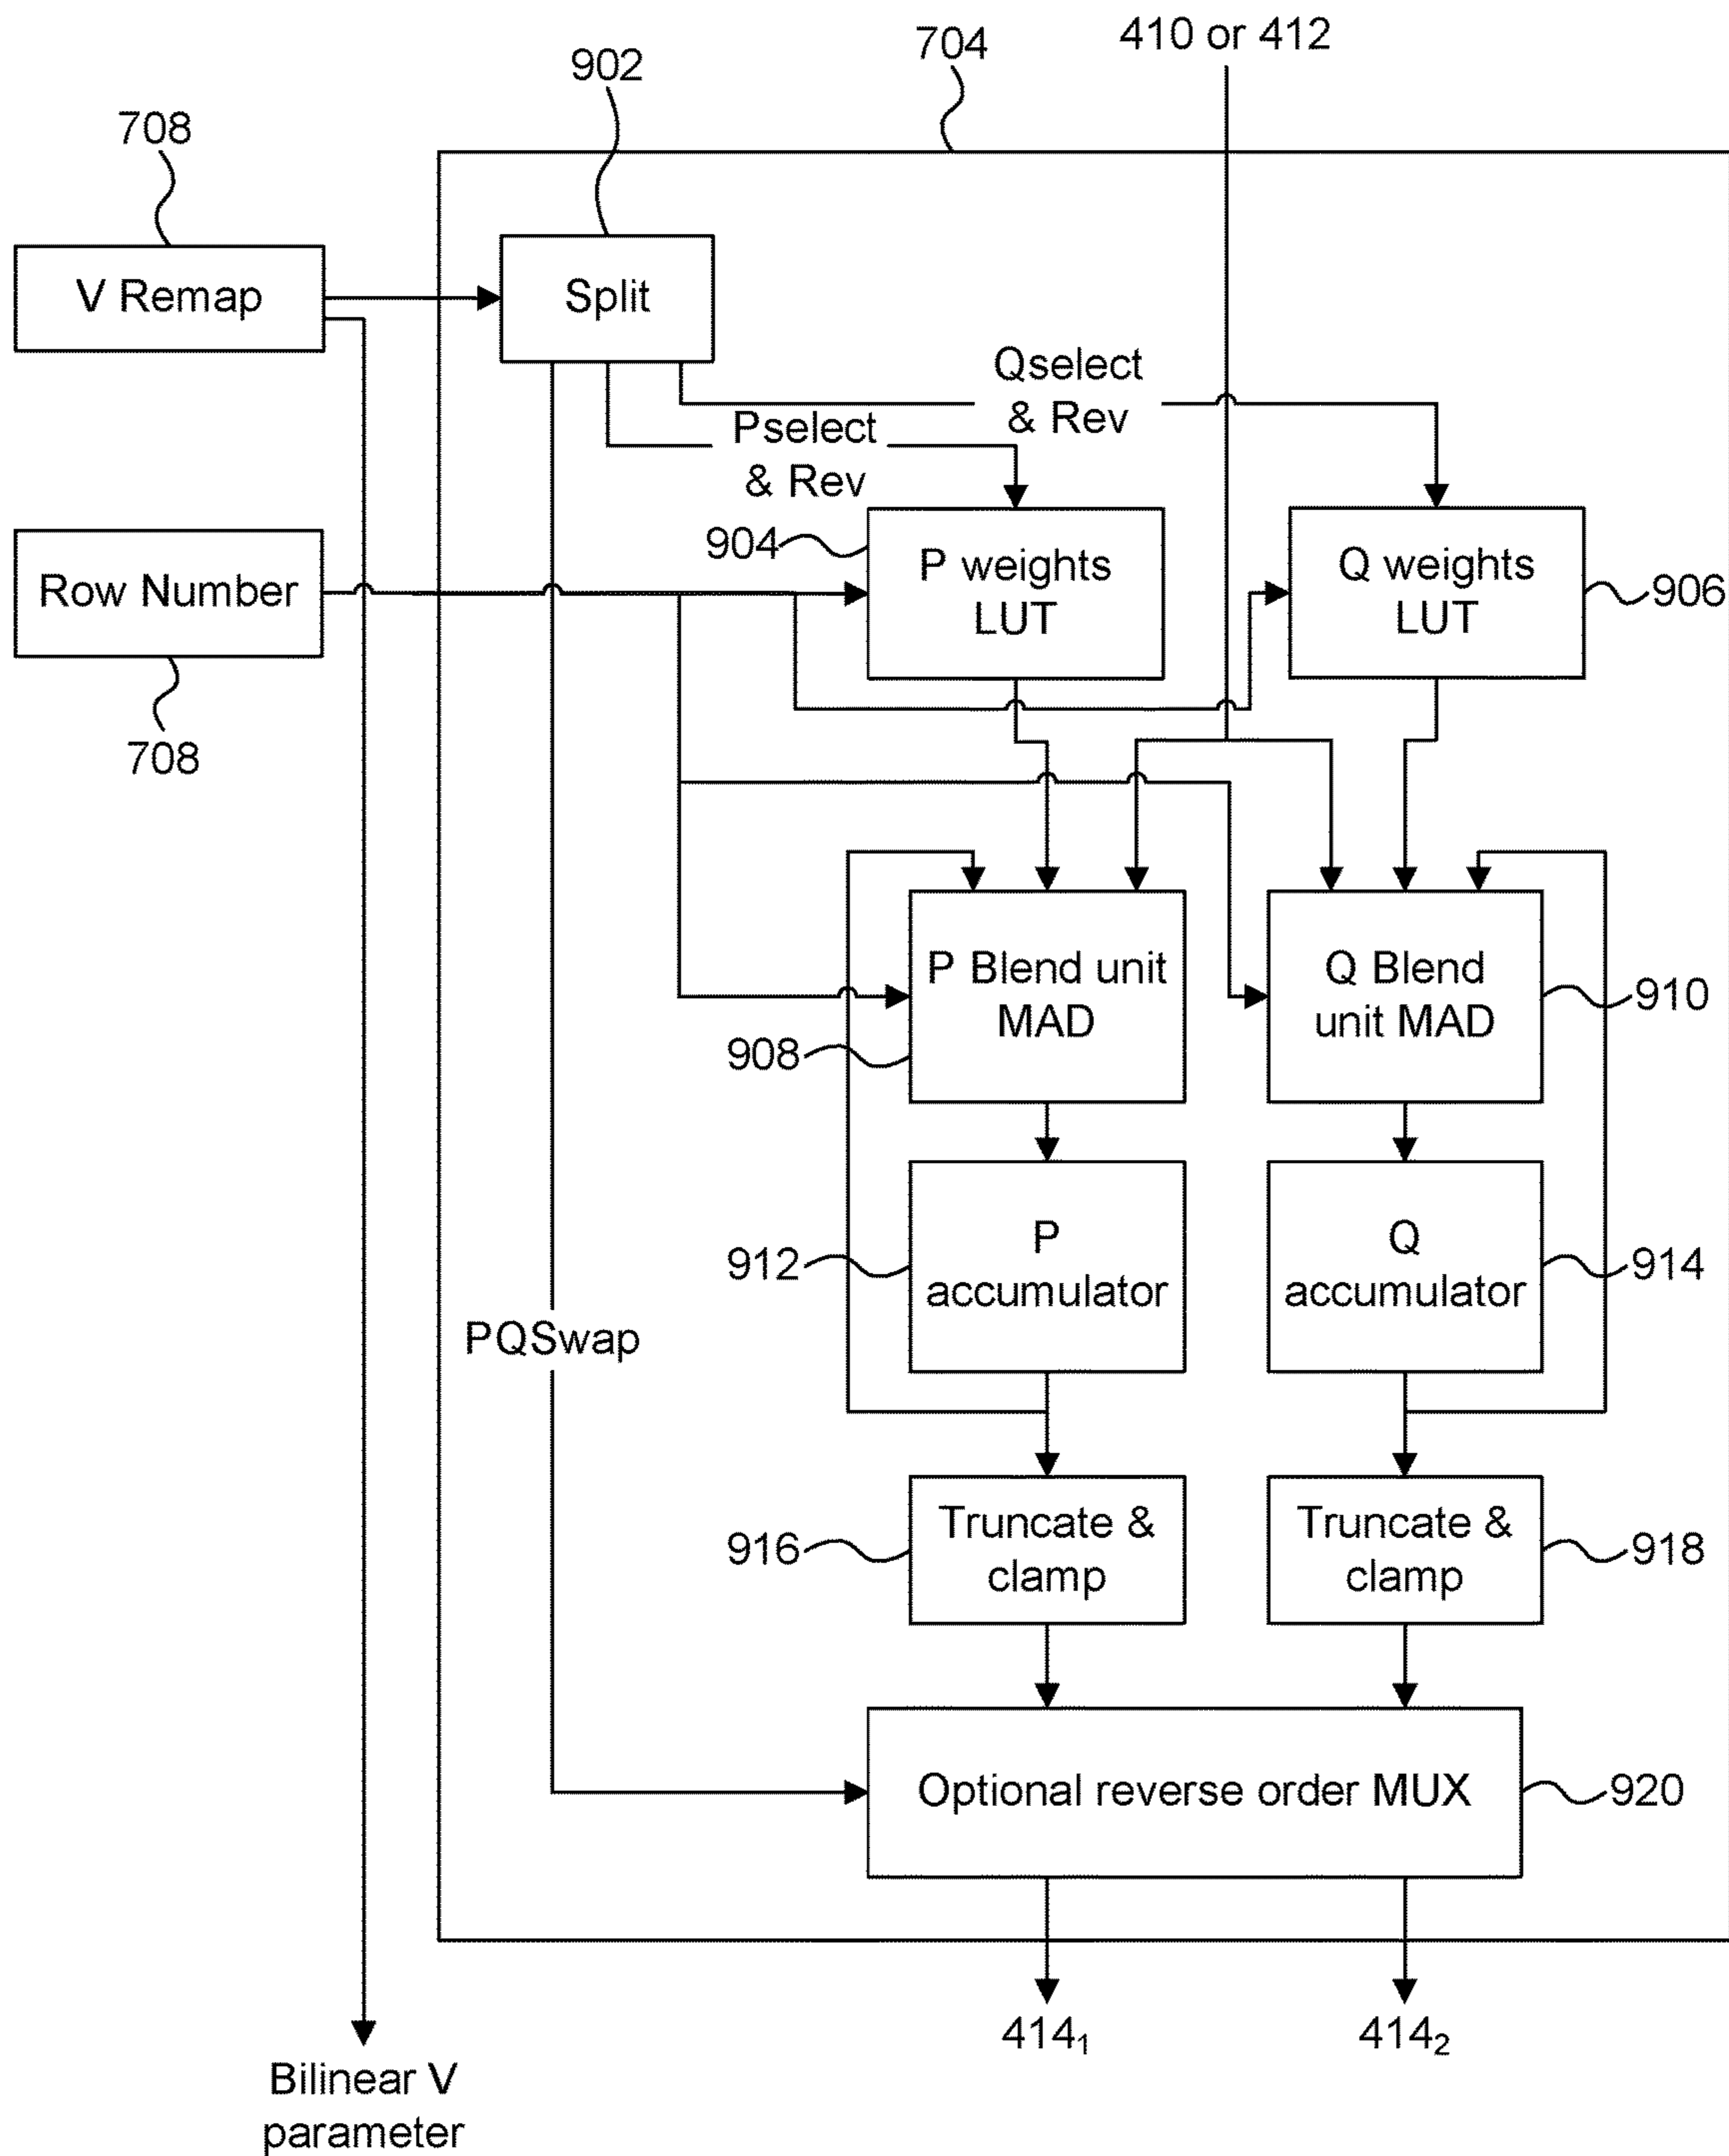 410 or 412
704
902
708
V Remap
Split
Qselect
& Rev
Pselect
& Rev
904
P weights
LUT
Q weights
LUT
906
Row Number
708
P Blend unit
MAD
Q Blend
unit MAD
910
908
P
accumulator
Q
accumulator
912
914
PQSwap
Truncate &
clamp
Truncate &
clamp
916
918
Optional reverse order MUX
920
414₁
414₂
Bilinear V
parameter